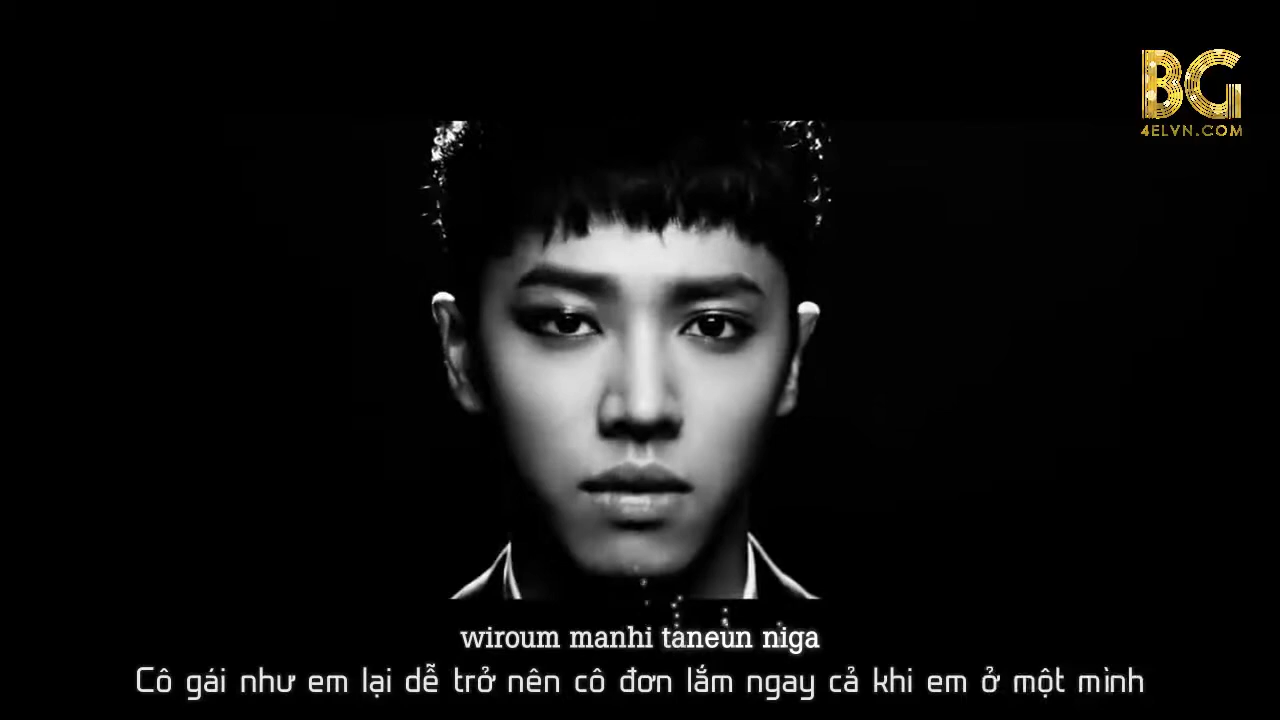 BG
4ELVN.COM
wiroum manhi taneun niga
Cô gái như em lại dễ trở nên cô đơn lắm ngay cả khi em ở một mình